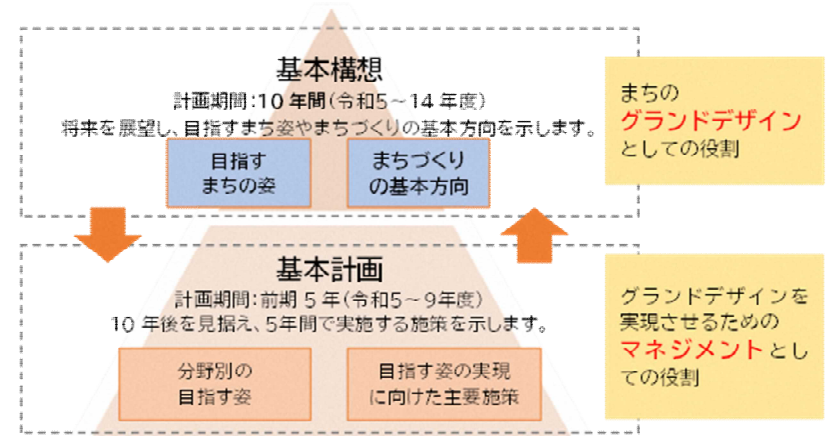 基本構想
計画期間：10年間（令和5～14年度）
将来を展望し、目指すまち姿やまちづくりの基本方向を示します。
目指す
まちの姿
まちづくり
の基本方向
まちの
グランドデザイン
としての役割
基本計画
計画期間：前期5年（令和5～9年度）
10年後を見据え、5年間で実施する施策を示します。
分野別の
目指す姿
目指す姿の実現
に向けた主要施策
グランドデザインを
実現させるための
マネジメントとし
ての役割